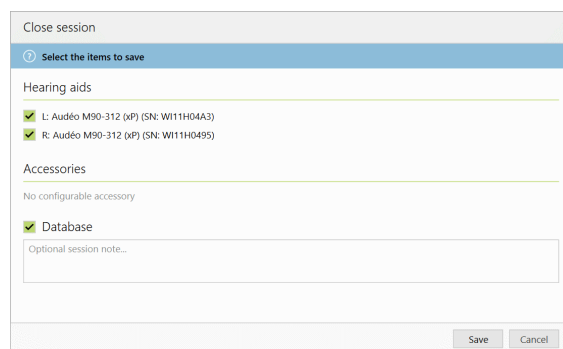 Close session
? Select the items to save
Hearing aids
L: Audéo M90-312 (xP) (SN: WI11H04A3)
R: Audéo M90-312 (xP) (SN: WI11H0495)
Accessories
No configurable accessory
Database
Optional session note...
Save Cancel